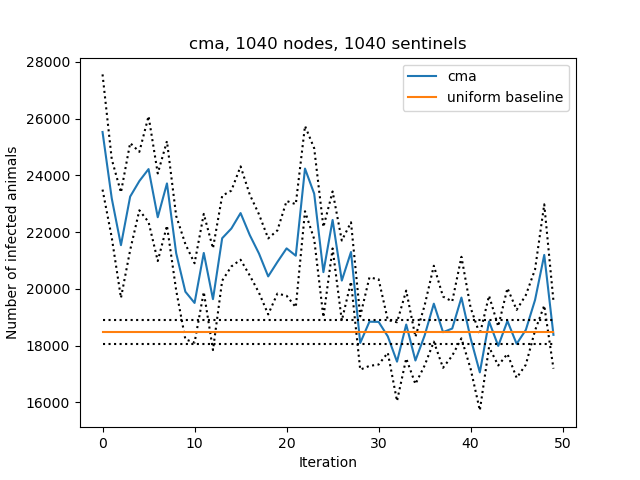 cma, 1040 nodes, 1040 sentinels
28000
26000
24000
22000
20000
18000
16000
Number of infected animals
cma
uniform baseline
0
10
20
30
40
50
Iteration